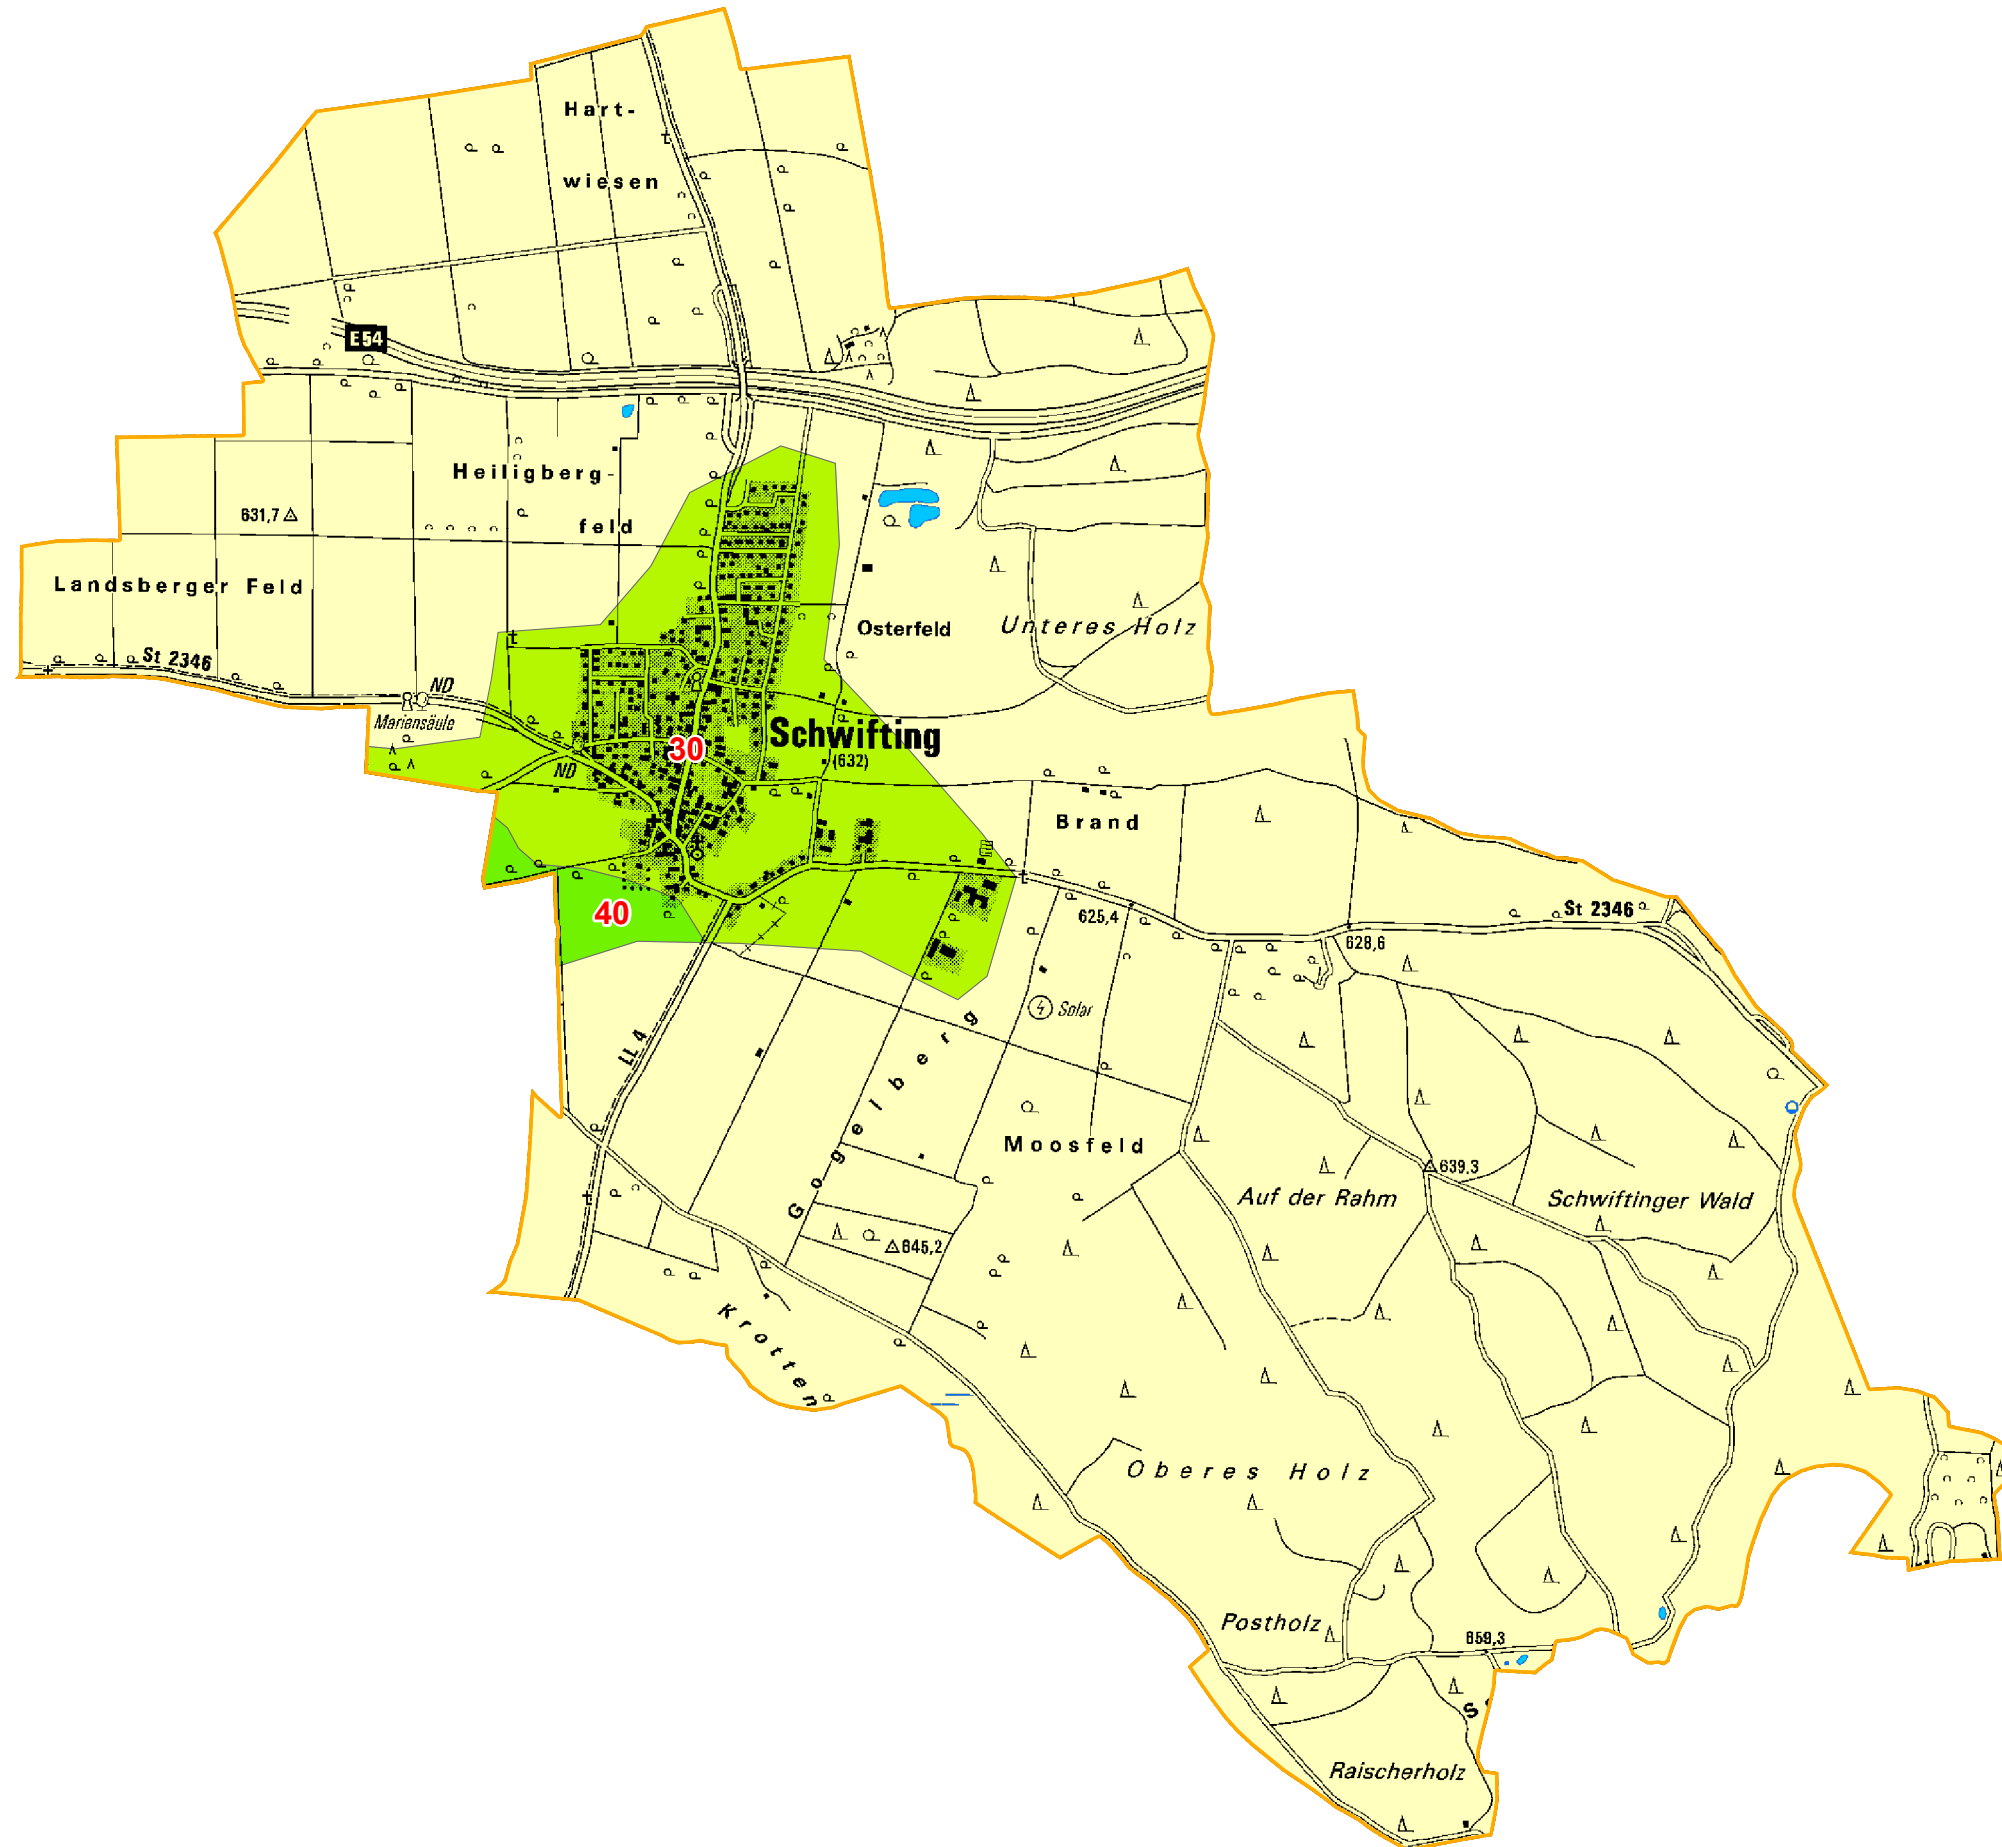 Hart-
wiesen
E54
Heiligberg-
feld
631,7
Landsberger Feld
St 2346
ND
Mariensäule
Osterfeld
Unteres Holz
Schwifting
(632)
30
ND
Brand
40
625,4
St 2346
628,6
Solar
LL 4
Gogelberg
Moosfeld
639,3
Auf der Rahm
Schwiftinger Wald
645,2
Krotten
Oberes Holz
Postholz
659,3
S
Raischerholz